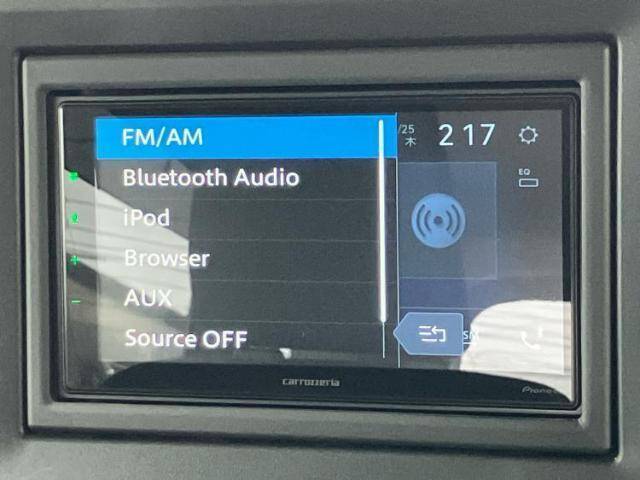 FM/AM
/25
木
2 17
Bluetooth Audio
EQ
iPod
Browser
AUX
Source OFF
carrozzeria
Pioneer